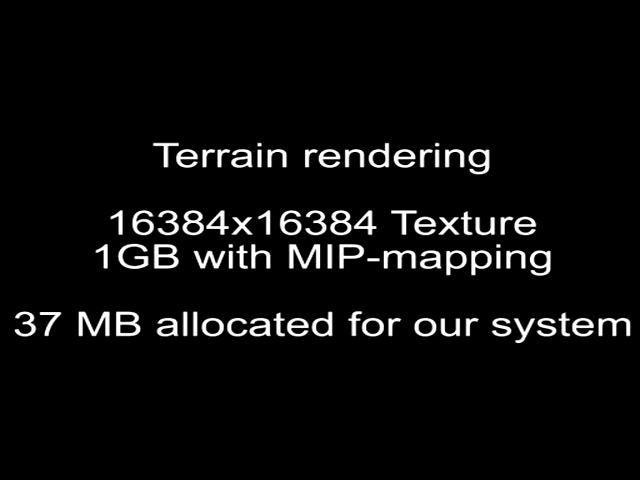 Terrain rendering
16384x16384 Texture
1GB with MIP-mapping
37 MB allocated for our system